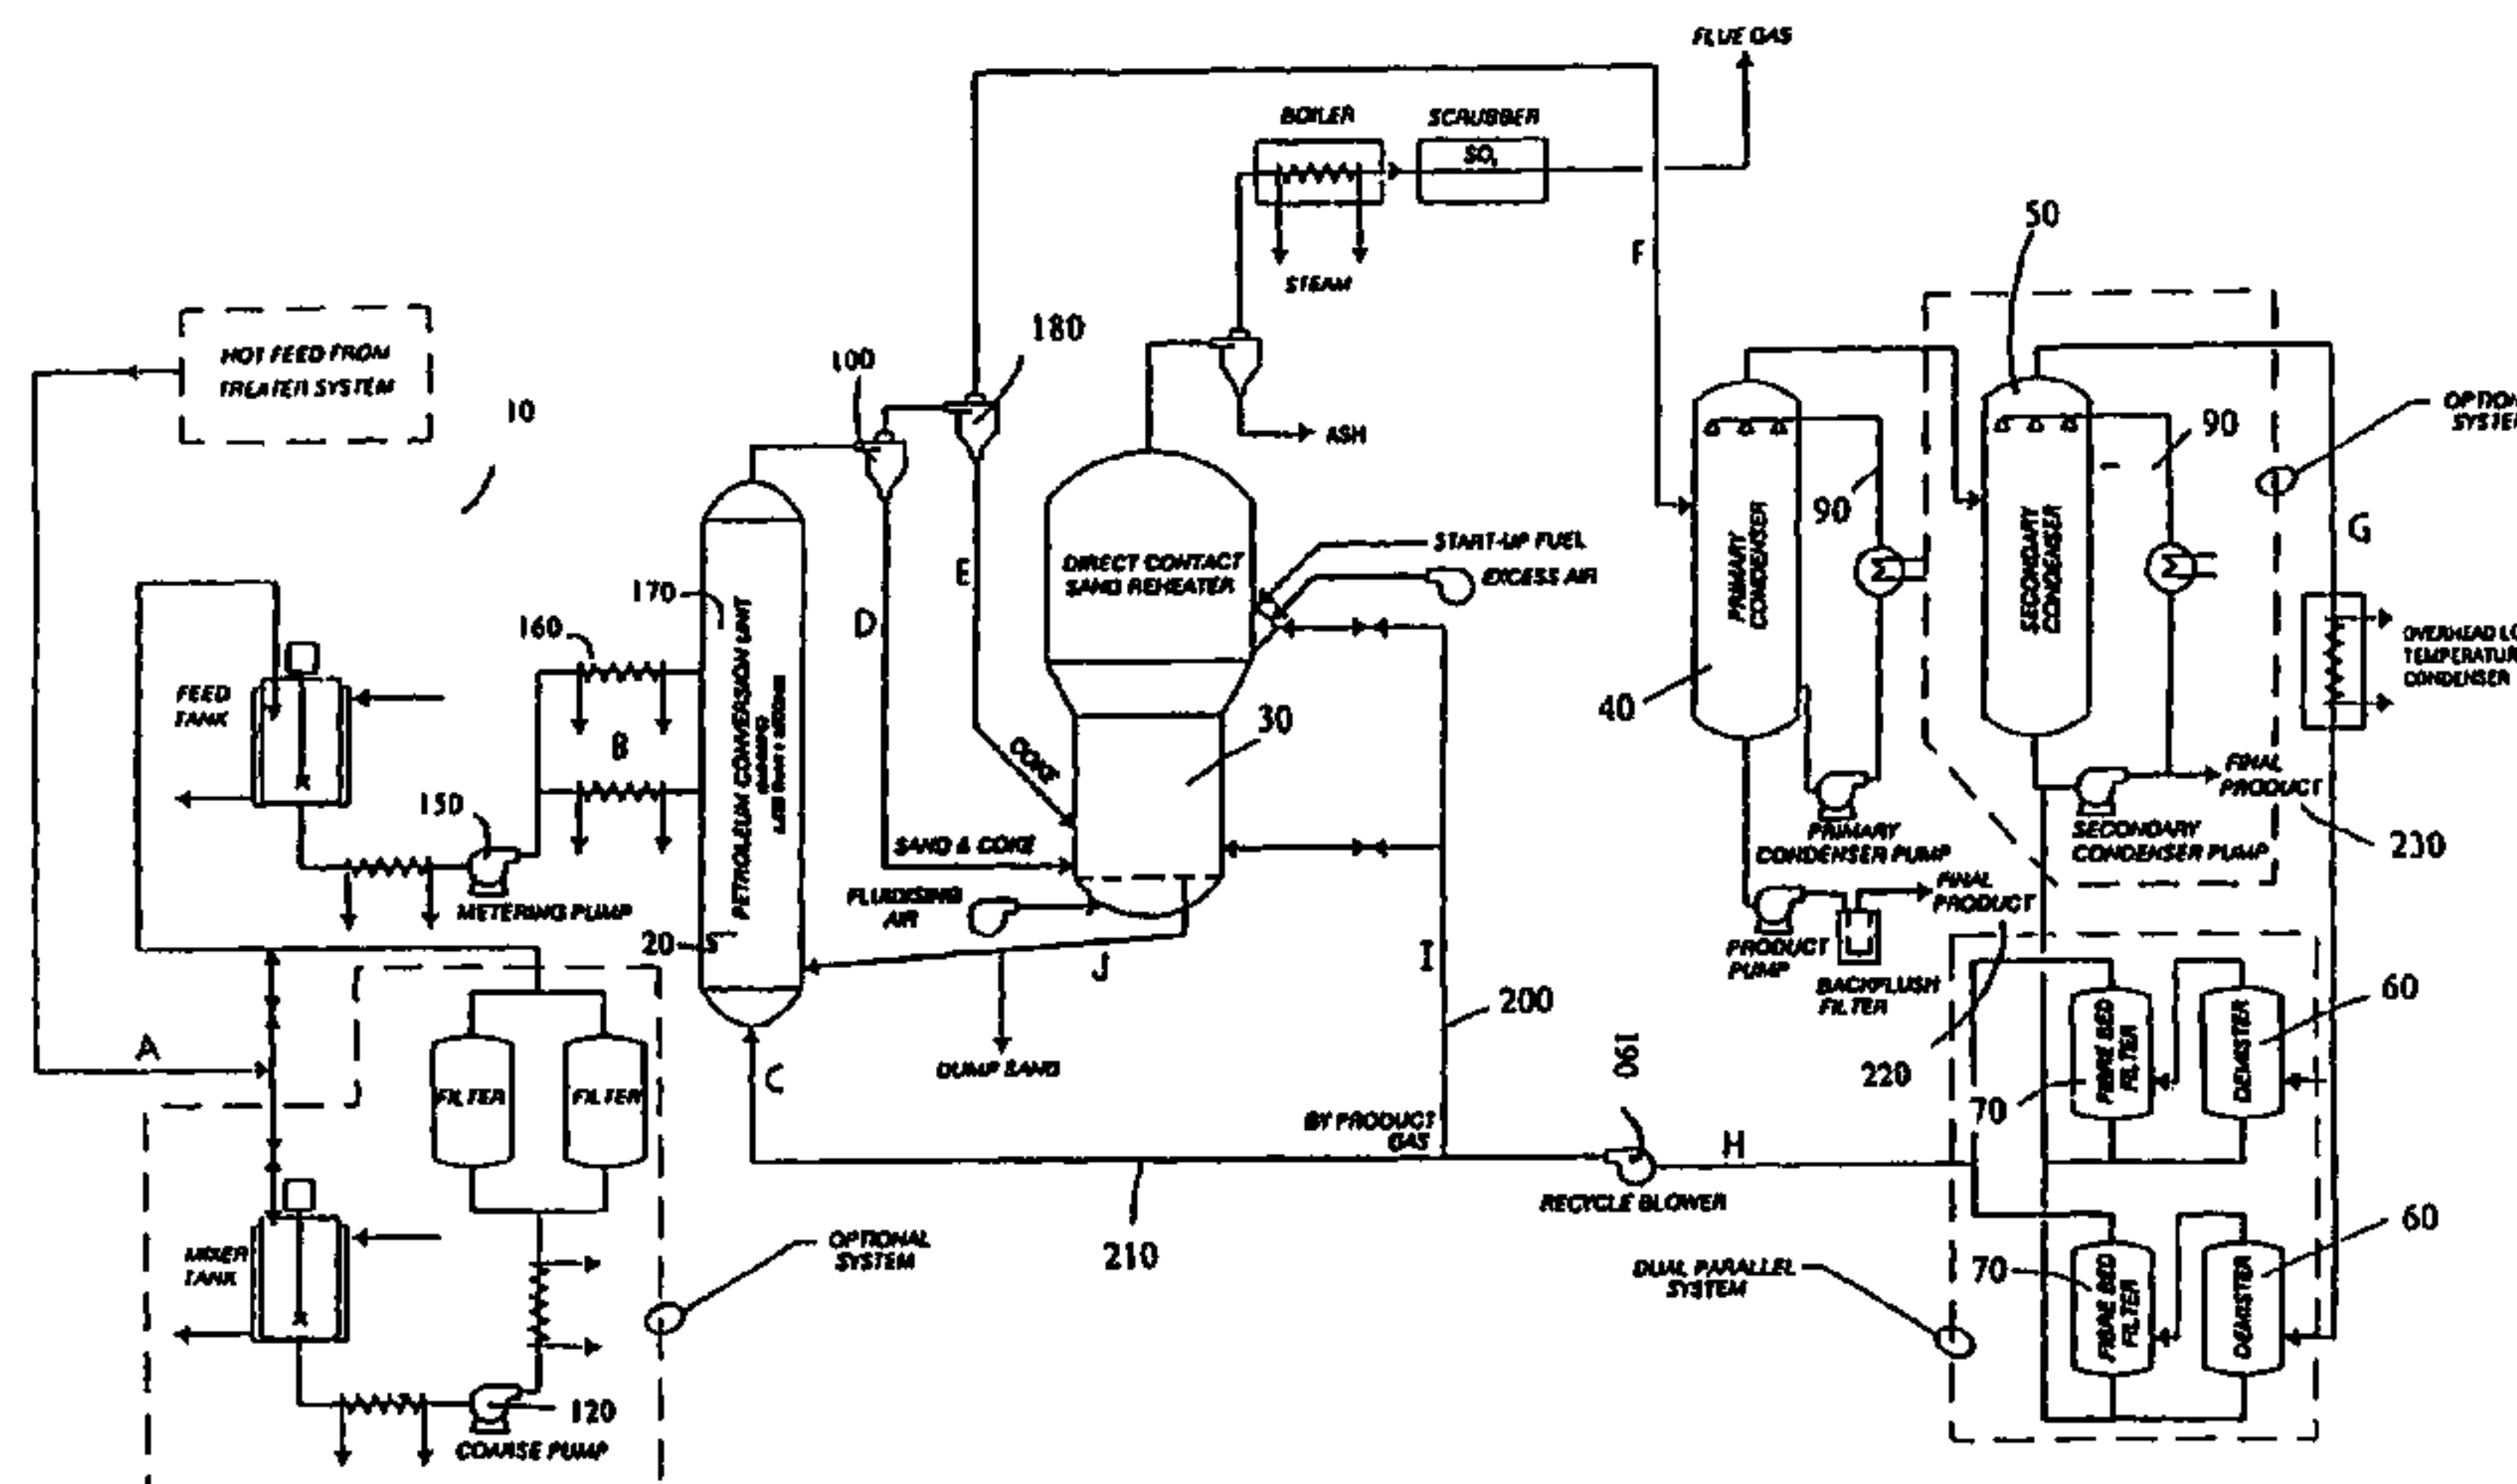 FLUE GAS
BOILER
SCRUBBER
STEAM
F
50
HOT FEED FROM
TREATER SYSTEM
10
100
180
ASH
OPTION
SYSTE
90
90
G
START-UP FUEL
EXCESS AIR
DIRECT CONTACT
SAND REHEATER
PRIMARY
CONDENSER
SECONDARY
CONDENSER
170
160
D
E
FEED
TANK
B
PETROLEUM CONVERSION UNIT
OVERHEAD LO
TEMPERATUR
CONDENSER
40
30
COKE
150
METERING PUMP
SAND & COKE
FLUIDISING
AIR
20
J
I
PRIMARY
CONDENSER PUMP
SECONDARY
CONDENSER PUMP
FINAL
PRODUCT
230
FINAL
PRODUCT
PRODUCT
PUMP
BACKFLUSH
FILTER
220
200
190
A
C
DUMP SAND
FILTER
FILTER
BY PRODUCT
GAS
H
RECYCLE BLOWER
210
FIBRE BED
FILTER
DEMISTER
60
70
MIXER
TANK
OPTIONAL
SYSTEM
DUAL PARALLEL
SYSTEM
FIBRE BED
FILTER
DEMISTER
60
70
120
COARSE PUMP